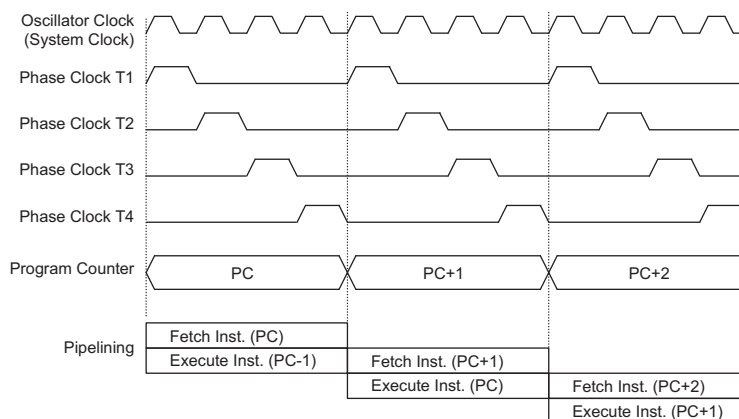 Oscillator Clock
(System Clock)
Phase Clock T1
Phase Clock T2
Phase Clock T3
Phase Clock T4
Program Counter
PC
PC+1
PC+2
Pipelining
Fetch Inst. (PC)
Execute Inst. (PC-1)
Fetch Inst. (PC+1)
Execute Inst. (PC)
Fetch Inst. (PC+2)
Execute Inst. (PC+1)